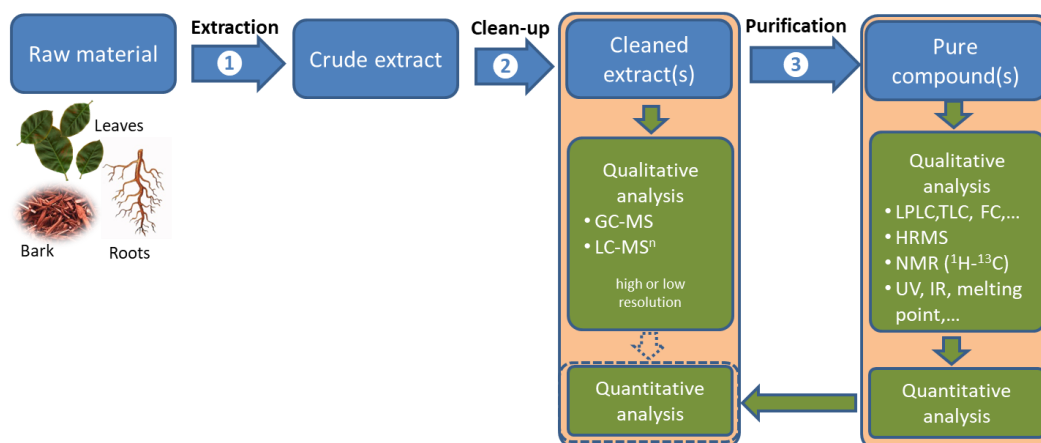 Extraction
Clean-up
Purification
Raw material
1
Crude extract
2
Cleaned
extract(s)
3
Pure
compound(s)
Leaves
Bark
Roots
Qualitative
analysis
• GC-MS
• LC-MSⁿ
high or low
resolution
Quantitative
analysis
Qualitative
analysis
• LPLC,TLC, FC,...
• HRMS
• NMR (¹H-¹³C)
• UV, IR, melting
point,...
Quantitative
analysis